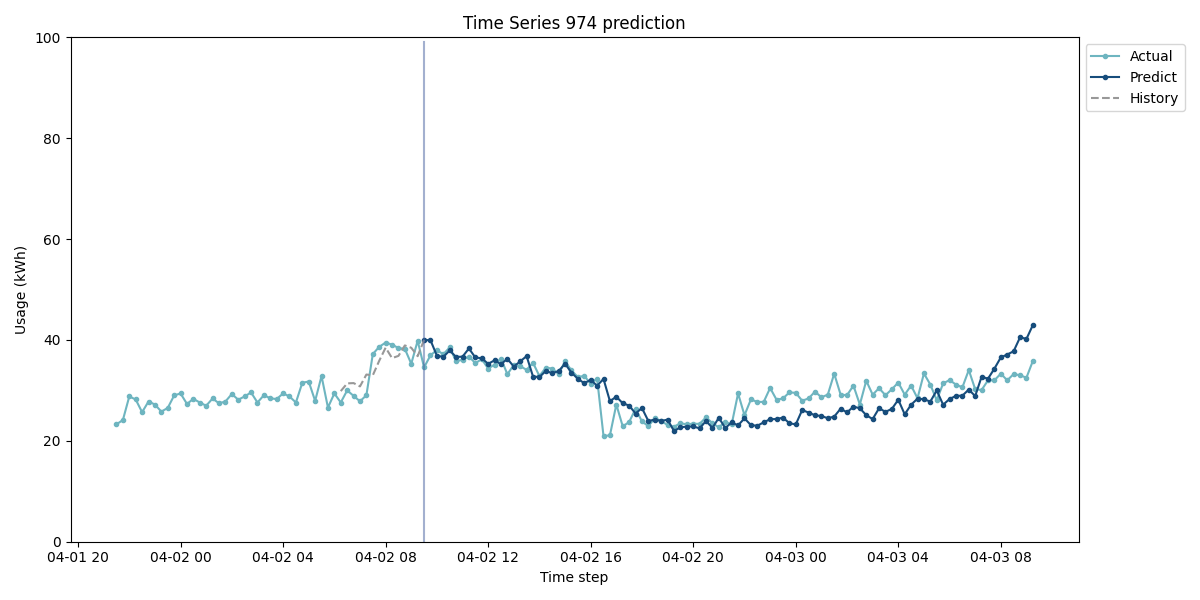 Time Series 974 prediction
100
80
60
40
20
0
Usage (kWh)
04-01 20
04-02 00
04-02 04
04-02 08
04-02 12
04-02 16
04-02 20
04-03 00
04-03 04
04-03 08
Time step
Actual
Predict
History